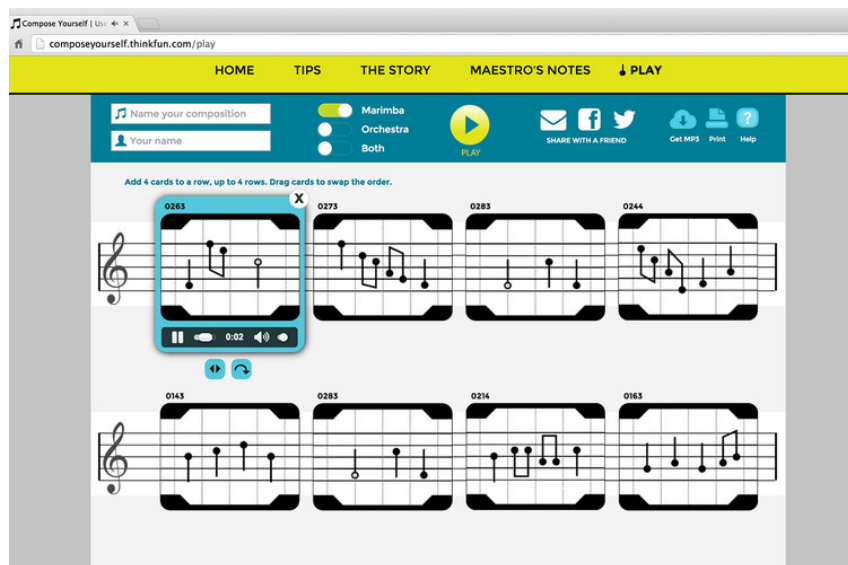 Compose Yourself | Us
composeyourself.thinkfun.com/play
HOME TIPS THE STORY MAESTRO'S NOTES PLAY
Name your composition
Your name
Marimba
Orchestra
Both
PLAY
SHARE WITH A FRIEND
Get MP3 Print Help
Add 4 cards to a row, up to 4 rows. Drag cards to swap the order.
X
0263 0273 0283 0244
0:02
0143 0283 0214 0163